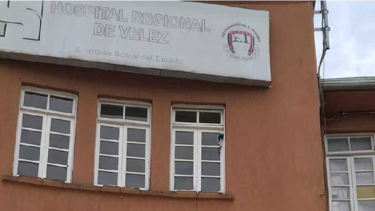 HOSPITAL REGIONAL
DE VELEZ
Empresa Social del Estado